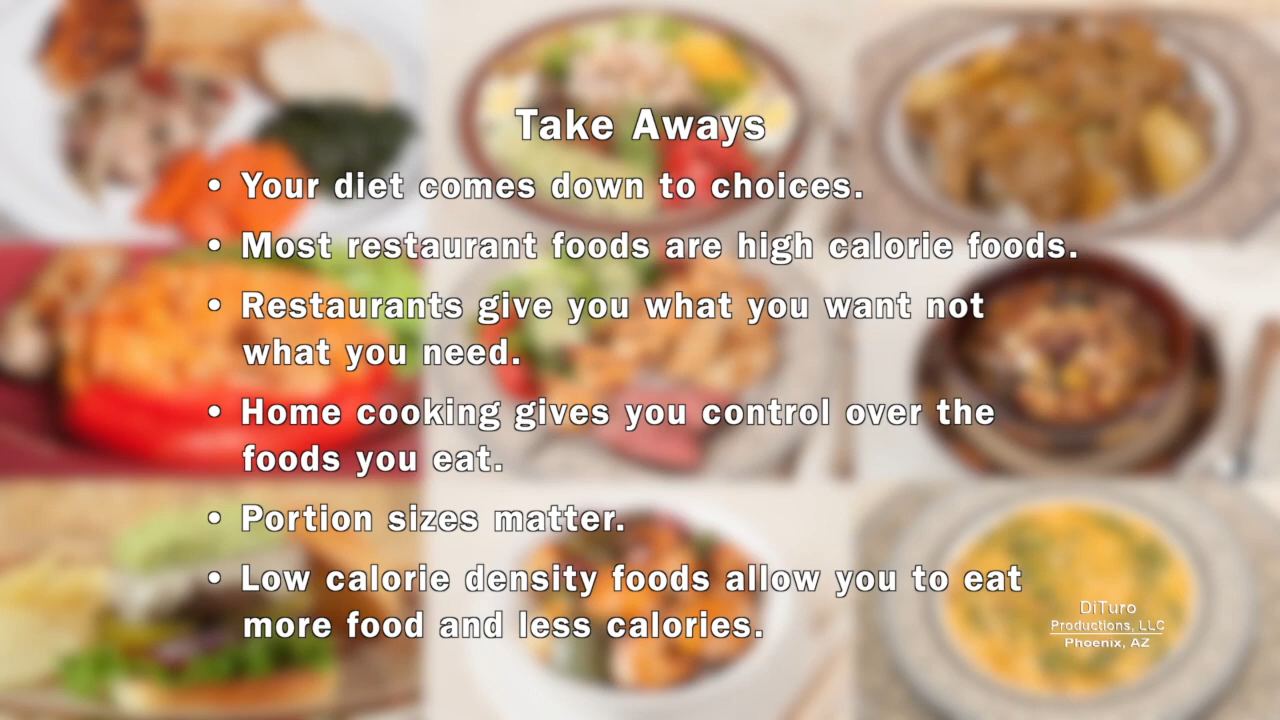 Take Aways
• Your diet comes down to choices.
• Most restaurant foods are high calorie foods.
• Restaurants give you what you want not
what you need.
• Home cooking gives you control over the
foods you eat.
• Portion sizes matter.
• Low calorie density foods allow you to eat
more food and less calories.
DiTuro
Productions, LLC
Phoenix, AZ